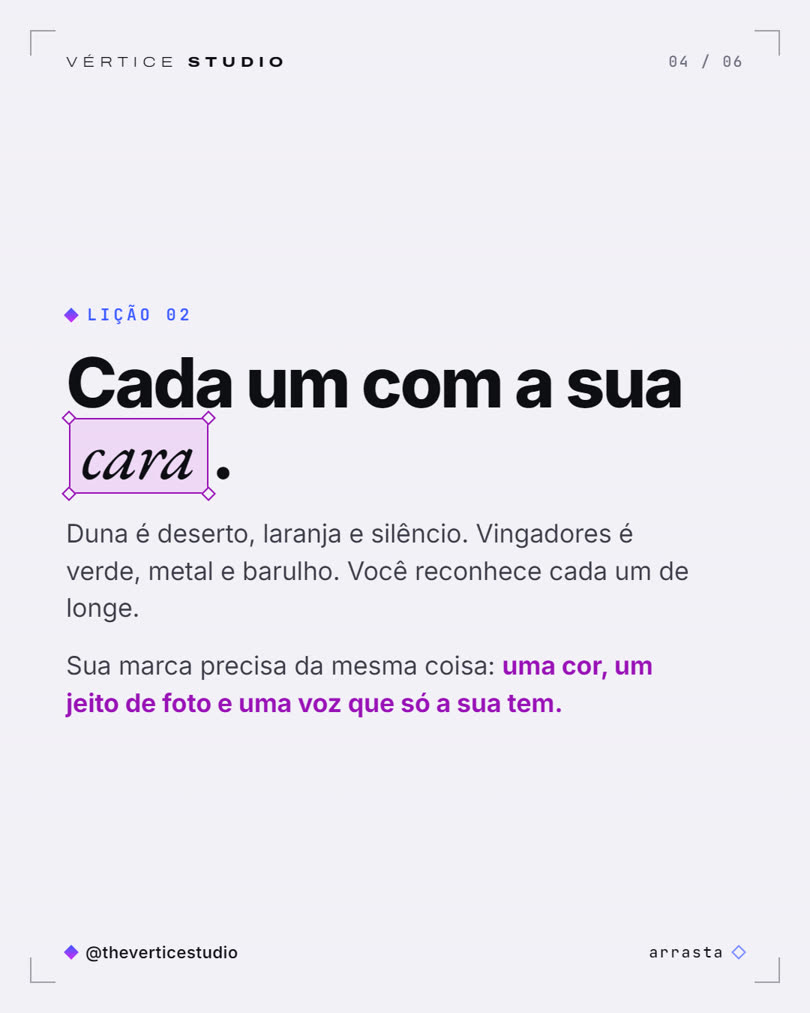 VÉRTICE STUDIO
04 / 06
LIÇÃO 02
Cada um com a sua
cara.
Duna é deserto, laranja e silêncio. Vingadores é
verde, metal e barulho. Você reconhece cada um de
longe.
Sua marca precisa da mesma coisa: uma cor, um
jeito de foto e uma voz que só a sua tem.
@theverticestudio
arrasta